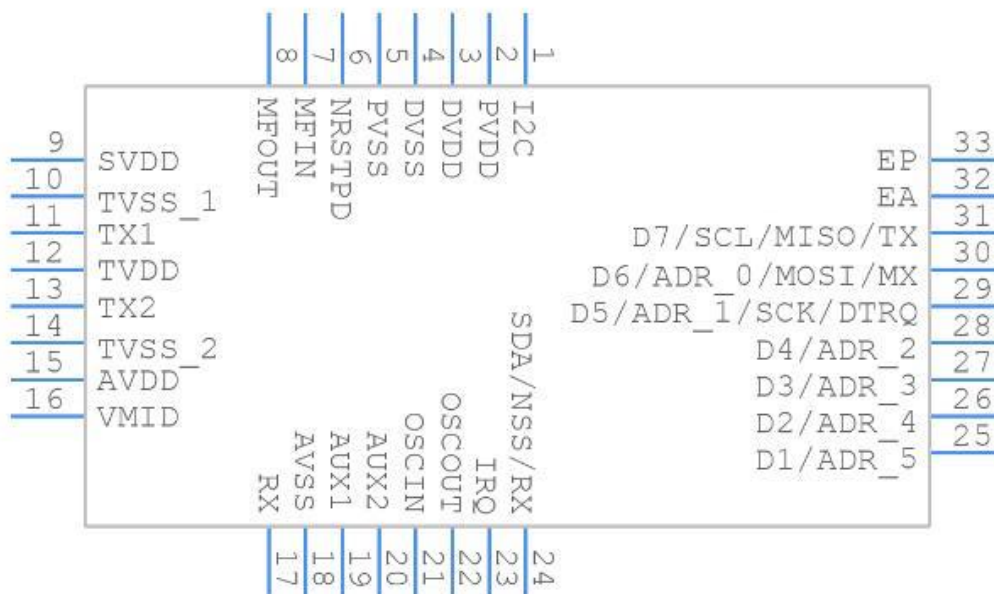 8 7 6 5 4 3 2 1
MFOUT
MFIN
NRSTPD
PVSS
DVSS
DVDD
PVDD
I2C
9 SVDD
10 TVSS_1
11 TX1
12 TVDD
13 TX2
14 TVSS_2
15 AVDD
16 VMID
EP 33
EA 32
D7/SCL/MISO/TX 31
D6/ADR_0/MOSI/MX 30
D5/ADR_1/SCK/DTRQ 29
D4/ADR_2 28
D3/ADR_3 27
D2/ADR_4 26
D1/ADR_5 25
RX
AVSS
AUX1
AUX2
OSCIN
OSCOUT
IRQ
SDA/NSS/RX
17 18 19 20 21 22 23 24